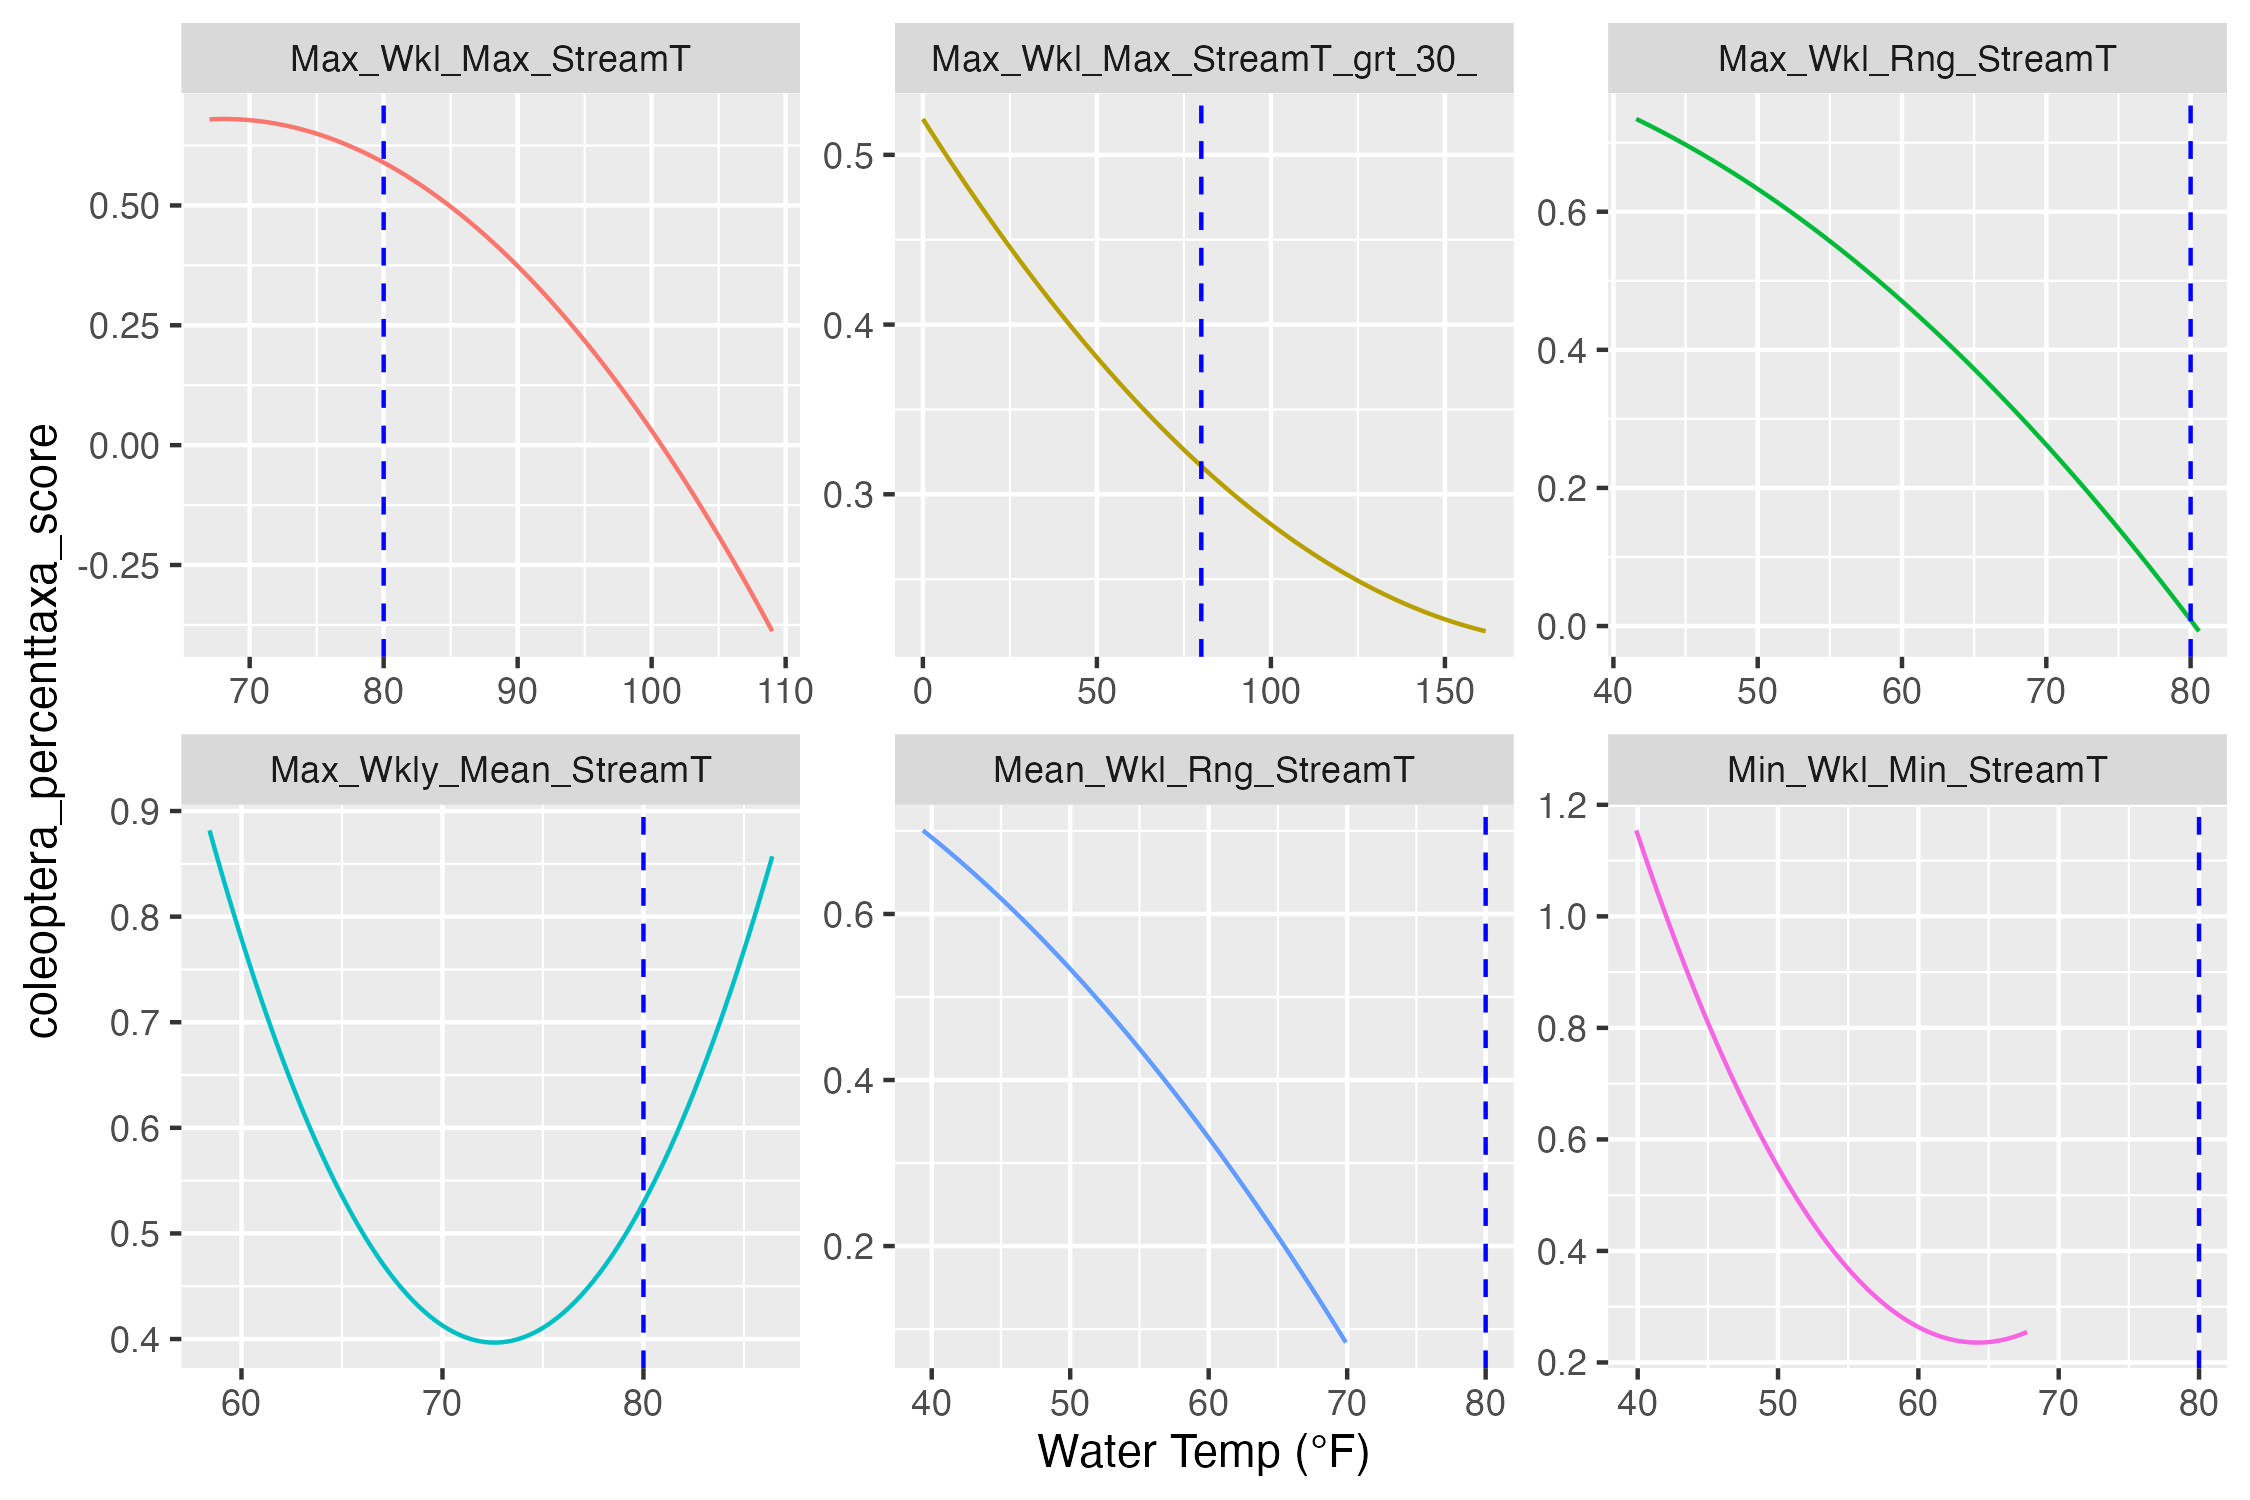 Max_Wkl_Max_StreamT
Max_Wkl_Max_StreamT_grt_30_
Max_Wkl_Rng_StreamT
0.50
0.25
0.00
-0.25
70 80 90 100 110
0.5
0.4
0.3
0 50 100 150
0.6
0.4
0.2
0.0
40 50 60 70 80
Max_Wkly_Mean_StreamT
Mean_Wkl_Rng_StreamT
Min_Wkl_Min_StreamT
0.9
0.8
0.7
0.6
0.5
0.4
60 70 80
0.6
0.4
0.2
40 50 60 70 80
1.2
1.0
0.8
0.6
0.4
0.2
40 50 60 70 80
coleoptera_percenttaxa_score
Water Temp (°F)